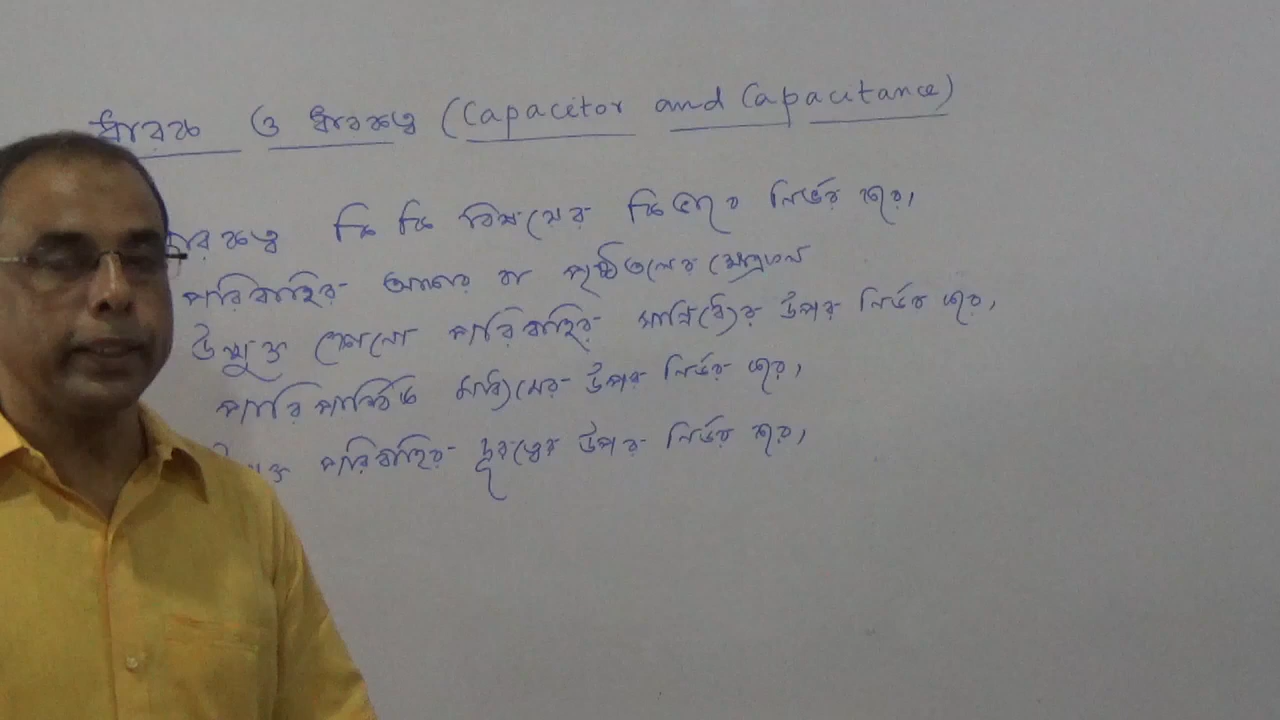 ধারক ও ধারকত্ব (Capacitor and Capacitance)
ধারকত্ব কি কি বিষয়ের উপর নির্ভর করে,
পরিবাহির আকার বা পৃষ্ঠতলের ক্ষেত্রফল
উন্মুক্ত কোনো পরিবাহির সান্নিধ্যের উপর নির্ভর করে,
পারিপার্শ্বিক মাধ্যমের উপর নির্ভর করে,
পরিবাহির দূরত্বের উপর নির্ভর করে,